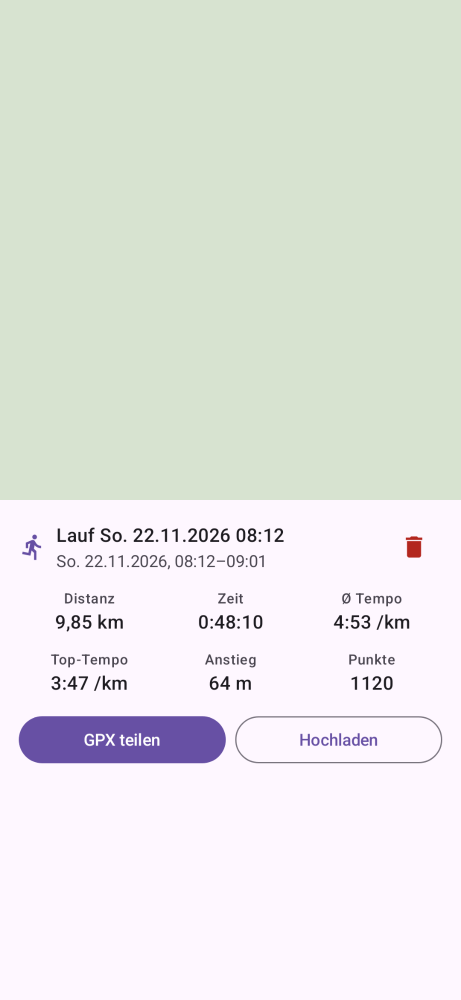 Lauf So. 22.11.2026 08:12
So. 22.11.2026, 08:12–09:01
Distanz Zeit Ø Tempo
9,85 km 0:48:10 4:53 /km
Top-Tempo Anstieg Punkte
3:47 /km 64 m 1120
GPX teilen Hochladen